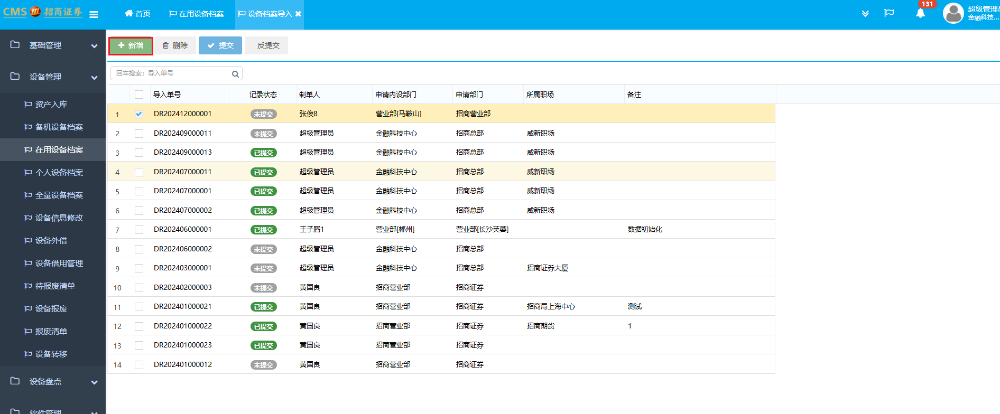 CMS 招商证券
首页
在用设备档案
设备档案导入
131
超级管理员
金融科技...
基础管理
设备管理
资产入库
备机设备档案
在用设备档案
个人设备档案
全量设备档案
设备信息修改
设备外借
设备借用管理
待报废清单
设备报废
报废清单
设备转移
设备盘点
软件管理
新增 删除 提交 反提交
回车搜索：导入单号
导入单号 记录状态 制单人 申请内设部门 申请部门 所属职场 备注
1 DR202412000001 未提交 张俊8 营业部[马鞍山] 招商营业部
2 DR202409000011 未提交 超级管理员 金融科技中心 招商总部 威新职场
3 DR202409000013 已提交 超级管理员 金融科技中心 招商总部 威新职场
4 DR202407000011 已提交 超级管理员 金融科技中心 招商总部 威新职场
5 DR202407000001 已提交 超级管理员 金融科技中心 招商总部 威新职场
6 DR202407000002 已提交 超级管理员 金融科技中心 招商总部 威新职场
7 DR202406000001 已提交 王子腾1 营业部[郴州] 营业部[长沙芙蓉] 数据初始化
8 DR202406000002 未提交 超级管理员 金融科技中心 招商总部
9 DR202403000001 未提交 超级管理员 金融科技中心 招商总部 招商证券大厦
10 DR202402000003 未提交 黄国良 招商营业部 招商证券
11 DR202401000021 已提交 黄国良 招商营业部 招商证券 招商局上海中心 测试
12 DR202401000022 已提交 黄国良 招商营业部 招商证券 招商期货 1
13 DR202401000023 已提交 黄国良 招商营业部 招商证券
14 DR202401000012 未提交 黄国良 招商营业部 招商证券